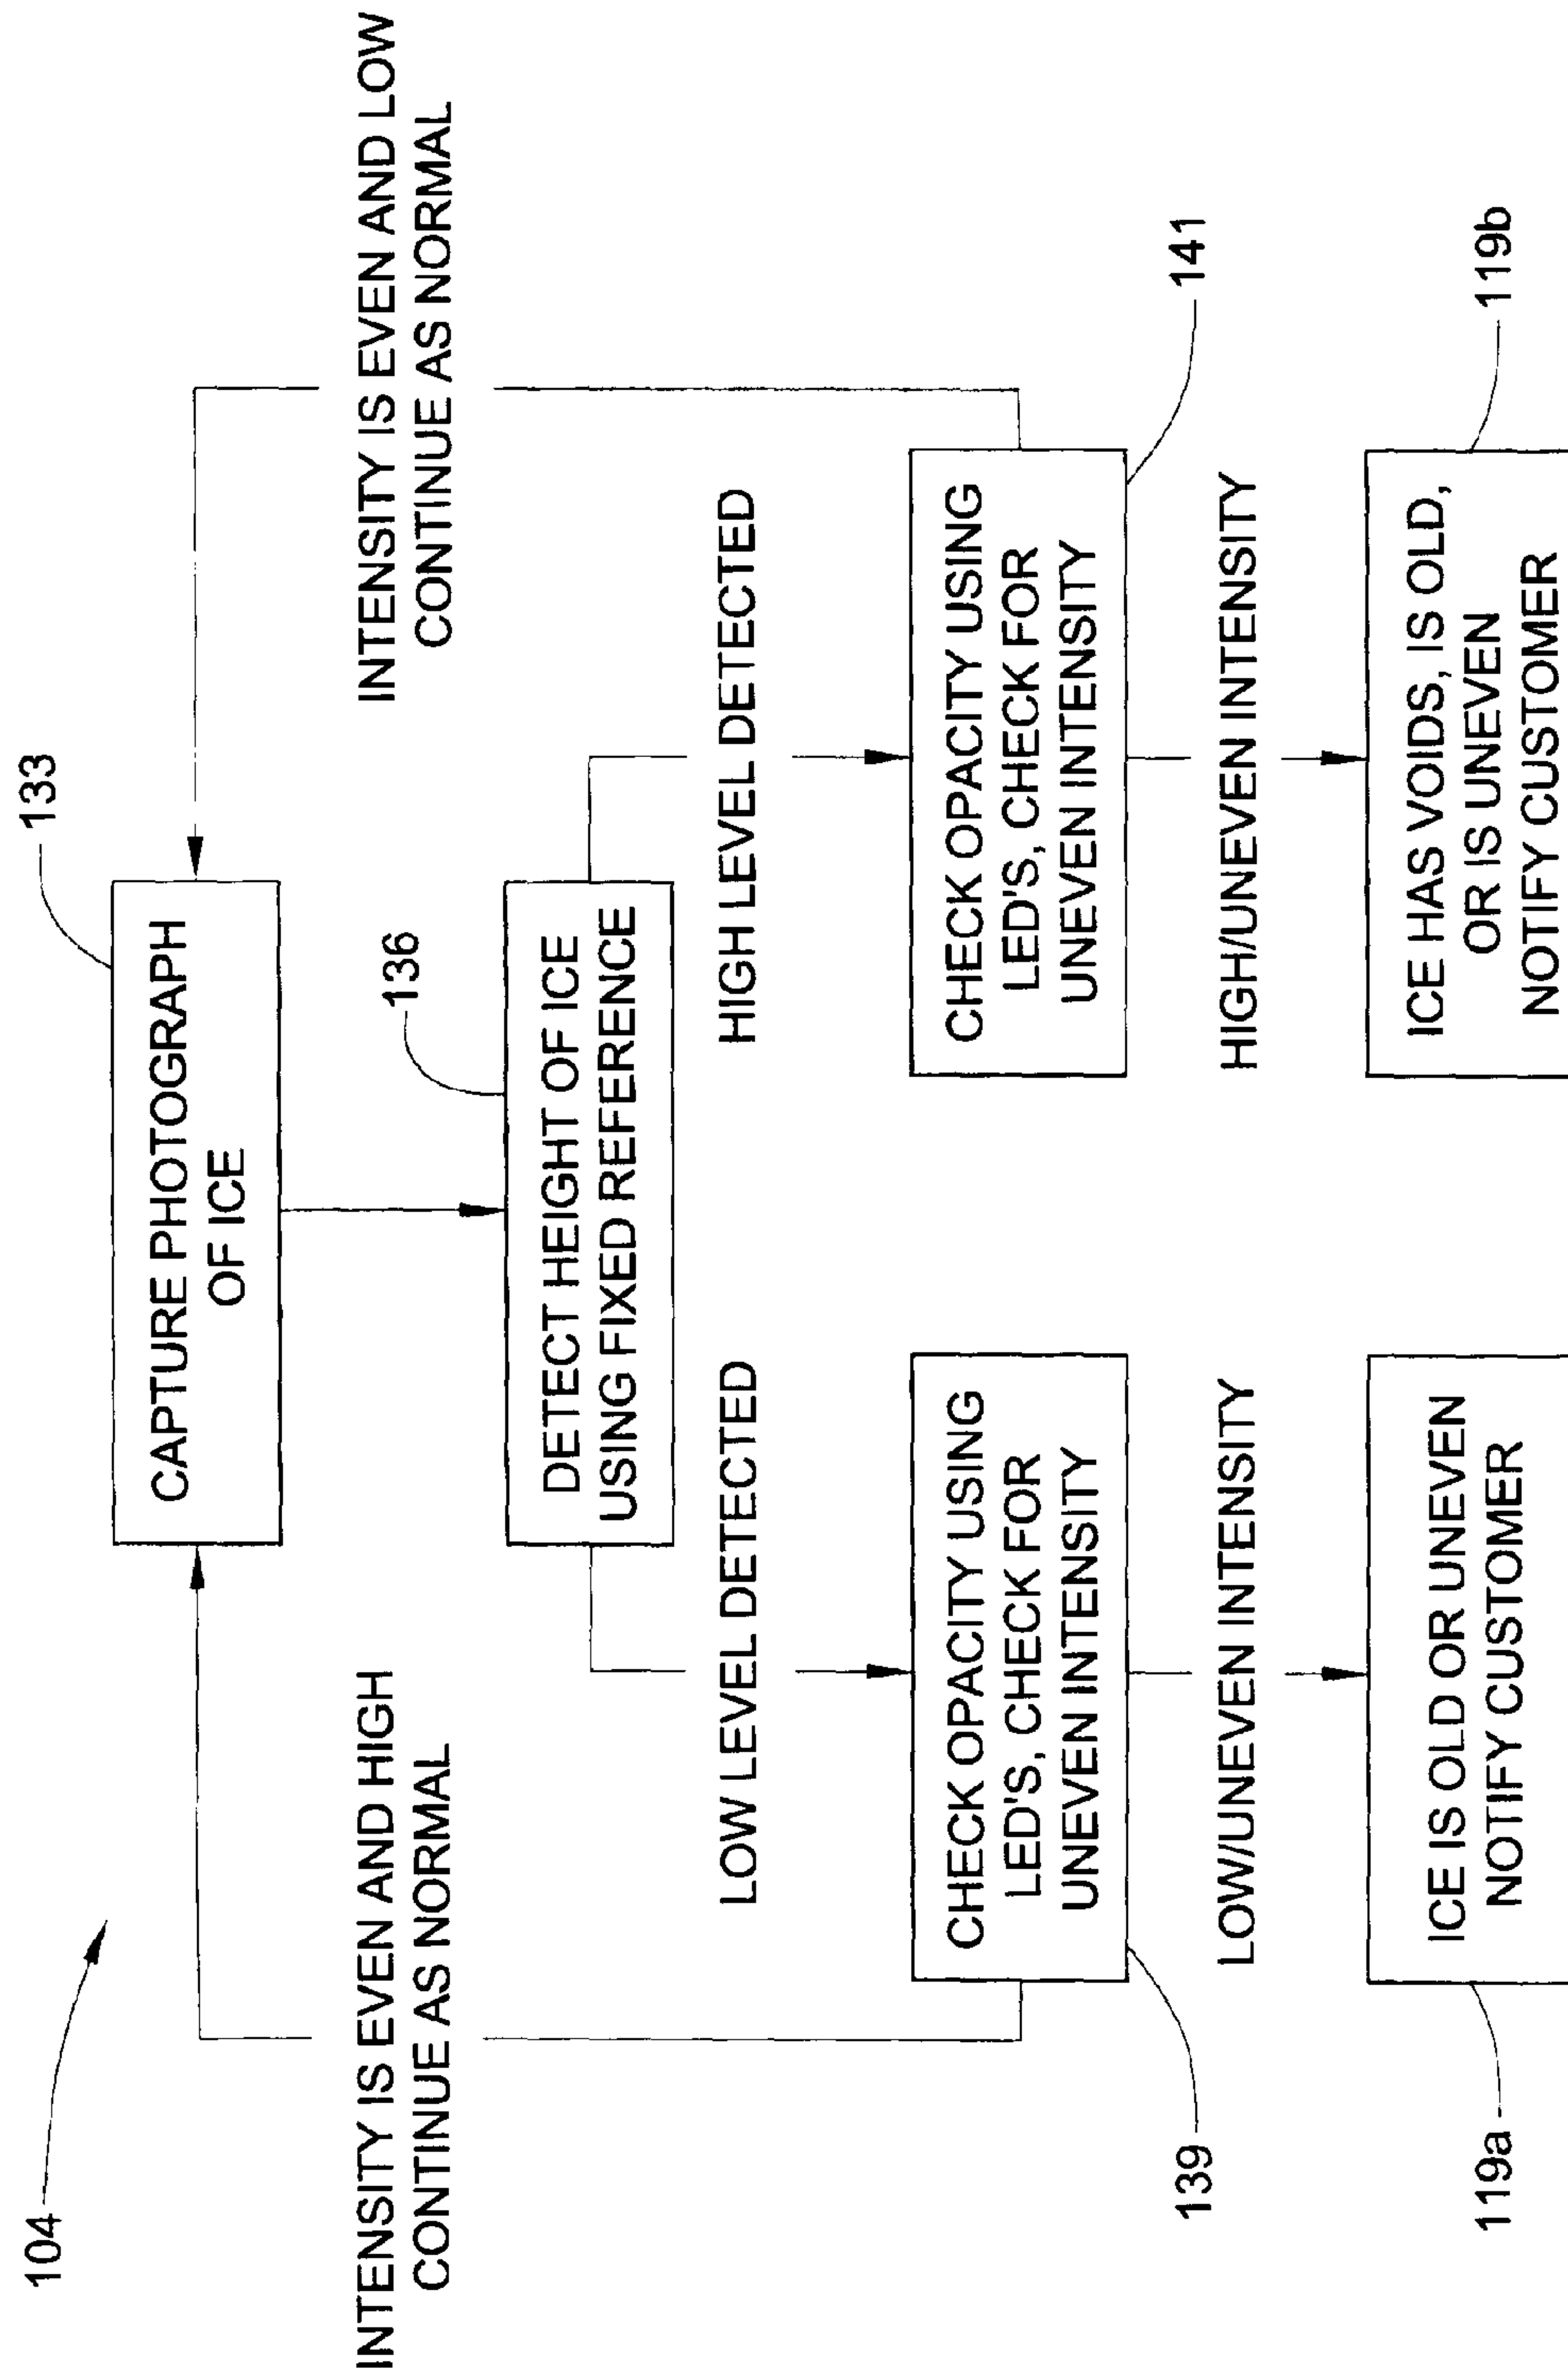 104
133
CAPTURE PHOTOGRAPH
OF ICE
INTENSITY IS EVEN AND HIGH
CONTINUE AS NORMAL
INTENSITY IS EVEN AND LOW
CONTINUE AS NORMAL
136
DETECT HEIGHT OF ICE
USING FIXED REFERENCE
LOW LEVEL DETECTED
HIGH LEVEL DETECTED
CHECK OPACITY USING
LED'S, CHECK FOR
UNEVEN INTENSITY
139
CHECK OPACITY USING
LED'S, CHECK FOR
UNEVEN INTENSITY
141
LOW/UNEVEN INTENSITY
HIGH/UNEVEN INTENSITY
119a
ICE IS OLD OR UNEVEN
NOTIFY CUSTOMER
ICE HAS VOIDS, IS OLD,
OR IS UNEVEN
NOTIFY CUSTOMER
119b